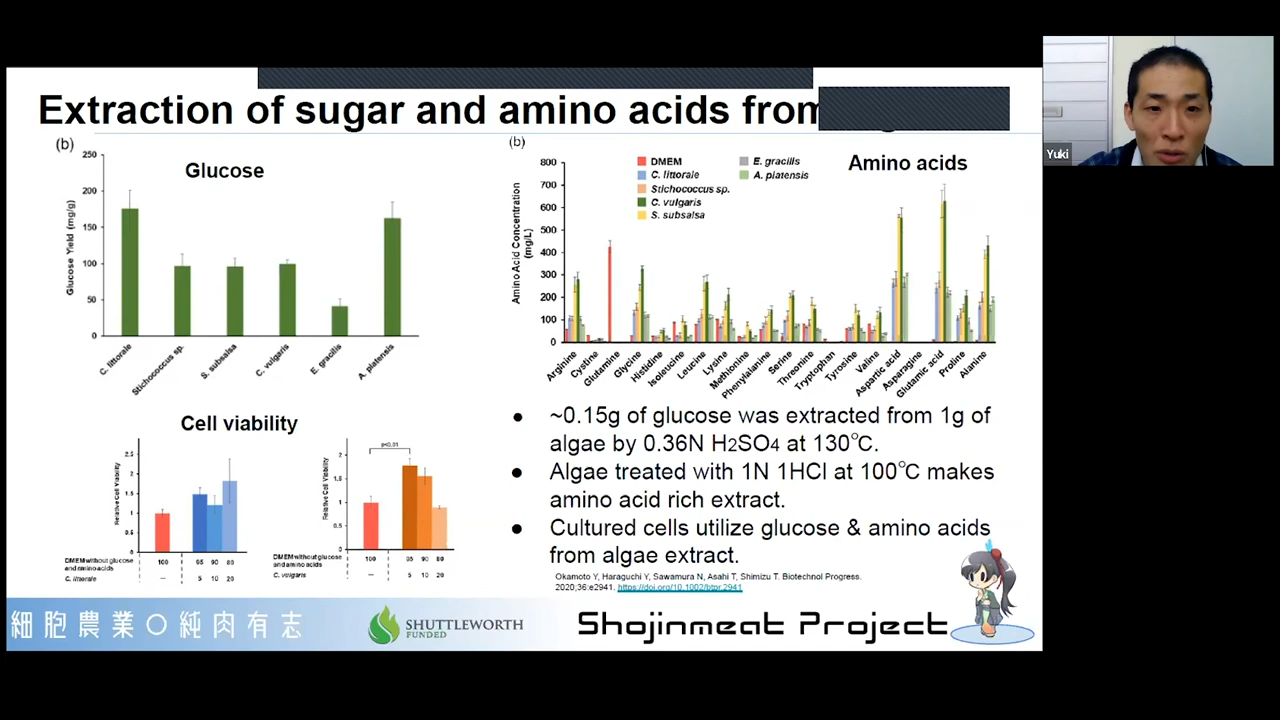 Extraction of sugar and amino acids from
(b)
Glucose
Glucose Yield (mg/g)
250
200
150
100
50
0
C. littorale
Stichococcus sp.
S. subsalsa
C. vulgaris
E. gracilis
A. platensis
(b)
Amino acids
Amino Acid Concentration
(mg/L)
800
700
600
500
400
300
200
100
0
DMEM
C. littorale
Stichococcus sp.
C. vulgaris
S. subsalsa
E. gracilis
A. platensis
Arginine
Cystine
Glutamine
Glycine
Histidine
Isoleucine
Leucine
Lysine
Methionine
Phenylalanine
Serine
Threonine
Tryptophan
Tyrosine
Valine
Aspartic acid
Asparagine
Glutamic acid
Proline
Alanine
Cell viability
Relative Cell Viability
2.5
2
1.5
1
0.5
0
DMEM without glucose
and amino acids
100 95 90 80
C. littorale
— 5 10 20
Relative Cell Viability
p<0.01
2
1.5
1
0.5
0
DMEM without glucose
and amino acids
100 95 90 80
C. vulgaris
— 5 10 20
• ~0.15g of glucose was extracted from 1g of
algae by 0.36N H2SO4 at 130℃.
• Algae treated with 1N 1HCl at 100℃ makes
amino acid rich extract.
• Cultured cells utilize glucose & amino acids
from algae extract.
Okamoto Y, Haraguchi Y, Sawamura N, Asahi T, Shimizu T. Biotechnol Progress.
2020;36:e2941. https://doi.org/10.1002/btpr.2941
細胞農業〇純肉有志
SHUTTLEWORTH
FUNDED
Shojinmeat Project
Yuki